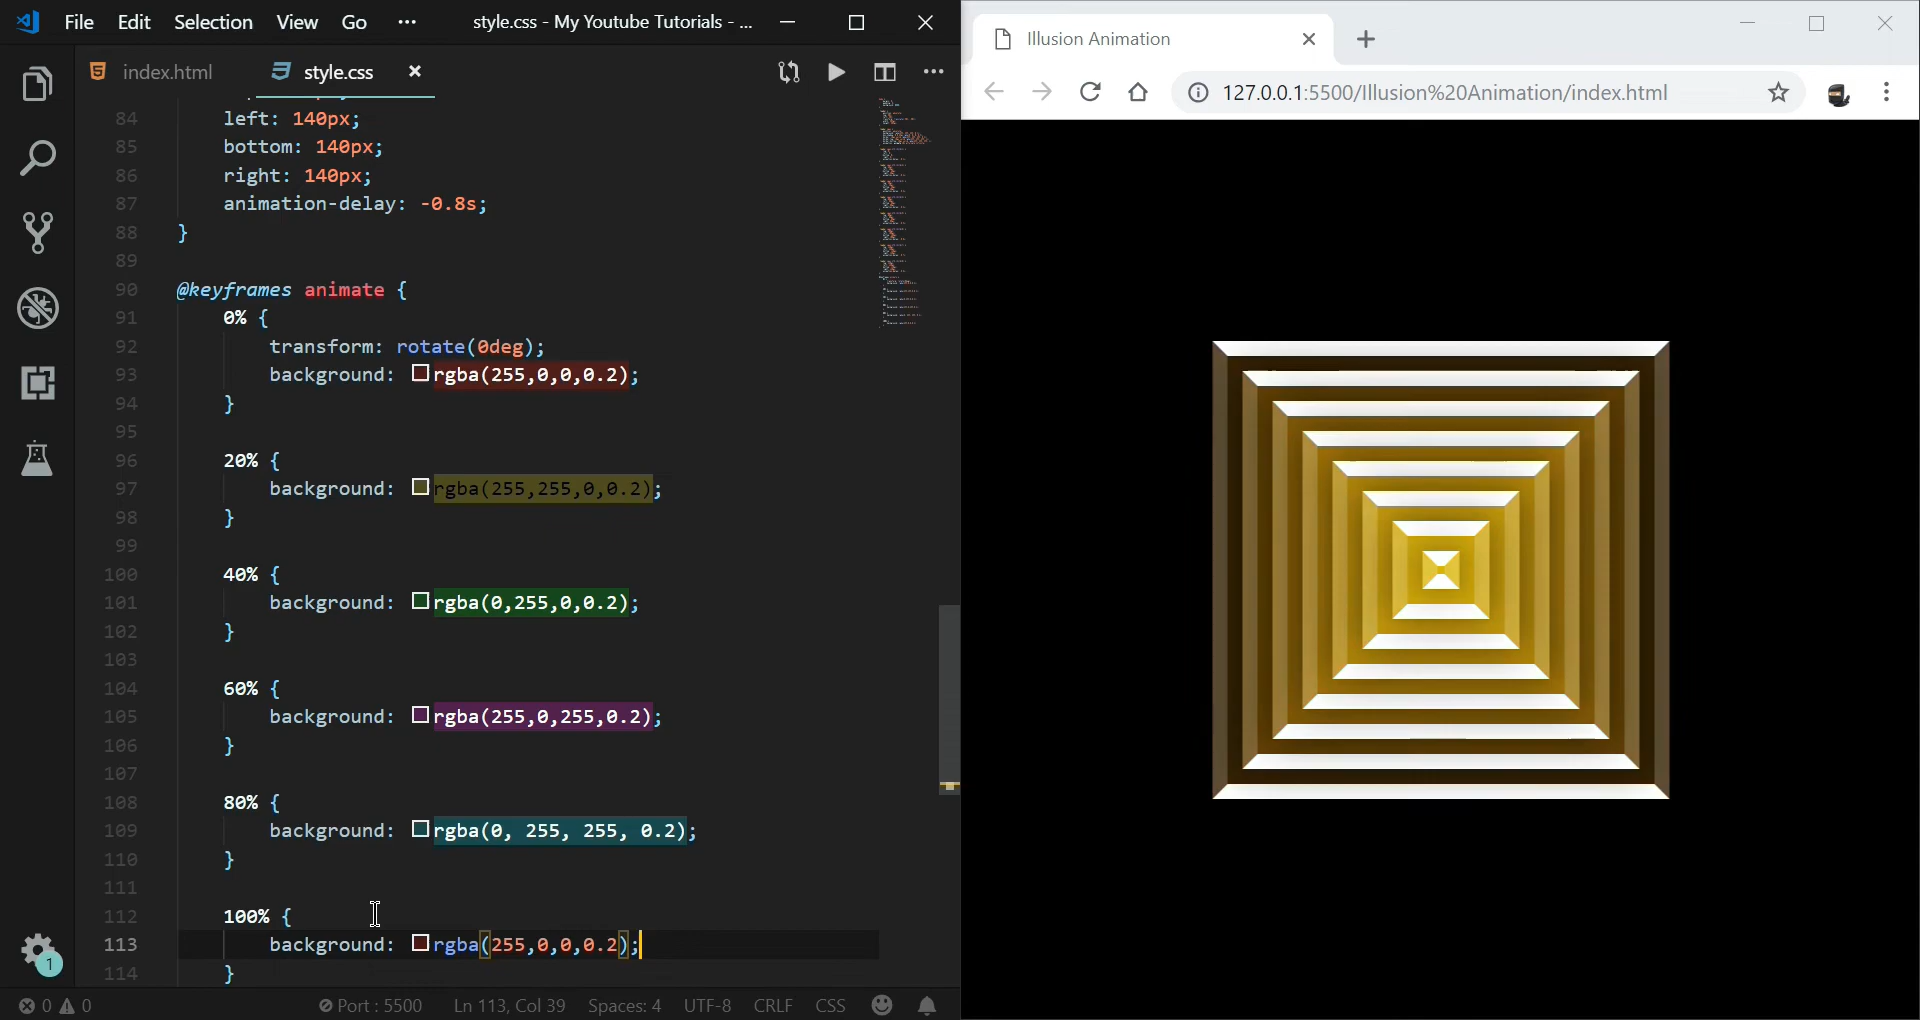 File Edit Selection View Go ··· style.css - My Youtube Tutorials - ...
index.html style.css
84 left: 140px;
85 bottom: 140px;
86 right: 140px;
87 animation-delay: -0.8s;
88 }
89
90 @keyframes animate {
91 0% {
92 transform: rotate(0deg);
93 background: rgba(255,0,0,0.2);
94 }
95
96 20% {
97 background: rgba(255,255,0,0.2);
98 }
99
100 40% {
101 background: rgba(0,255,0,0.2);
102 }
103
104 60% {
105 background: rgba(255,0,255,0.2);
106 }
107
108 80% {
109 background: rgba(0, 255, 255, 0.2);
110 }
111
112 100% {
113 background: rgba(255,0,0,0.2);
114 }
1
0 0 Port : 5500 Ln 113, Col 39 Spaces: 4 UTF-8 CRLF CSS
Illusion Animation
127.0.0.1:5500/Illusion%20Animation/index.html